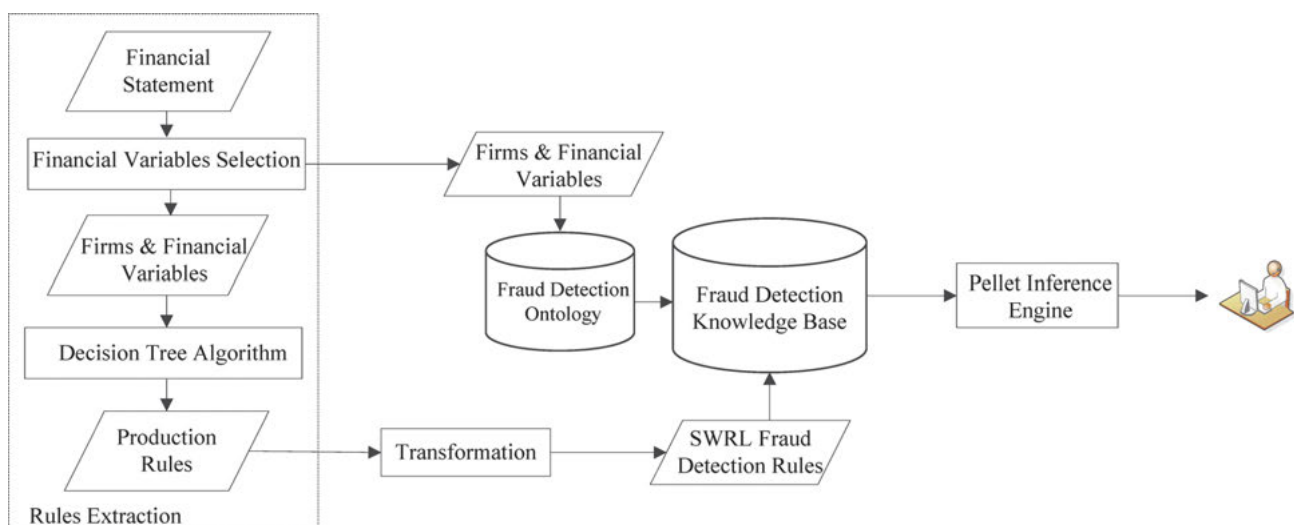 Financial
Statement
Financial Variables Selection
Firms & Financial
Variables
Decision Tree Algorithm
Production
Rules
Rules Extraction
Firms & Financial
Variables
Fraud Detection
Ontology
Transformation
SWRL Fraud
Detection Rules
Fraud Detection
Knowledge Base
Pellet Inference
Engine